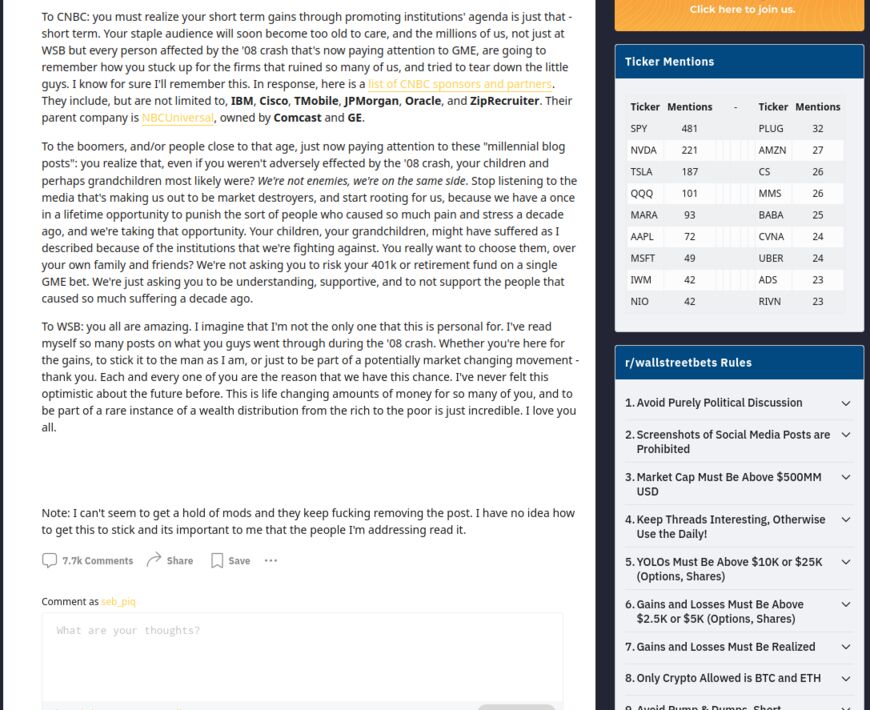 To CNBC: you must realize your short term gains through promoting institutions' agenda is just that -
short term. Your staple audience will soon become too old to care, and the millions of us, not just at
WSB but every person affected by the '08 crash that's now paying attention to GME, are going to
remember how you stuck up for the firms that ruined so many of us, and tried to tear down the little
guys. I know for sure I'll remember this. In response, here is a list of CNBC sponsors and partners.
They include, but are not limited to, IBM, Cisco, TMobile, JPMorgan, Oracle, and ZipRecruiter. Their
parent company is NBCUniversal, owned by Comcast and GE.
To the boomers, and/or people close to that age, just now paying attention to these "millennial blog
posts": you realize that, even if you weren't adversely effected by the '08 crash, your children and
perhaps grandchildren most likely were? We're not enemies, we're on the same side. Stop listening to the
media that's making us out to be market destroyers, and start rooting for us, because we have a once
in a lifetime opportunity to punish the sort of people who caused so much pain and stress a decade
ago, and we're taking that opportunity. Your children, your grandchildren, might have suffered as I
described because of the institutions that we're fighting against. You really want to choose them, over
your own family and friends? We're not asking you to risk your 401k or retirement fund on a single
GME bet. We're just asking you to be understanding, supportive, and to not support the people that
caused so much suffering a decade ago.
To WSB: you all are amazing. I imagine that I'm not the only one that this is personal for. I've read
myself so many posts on what you guys went through during the '08 crash. Whether you're here for
the gains, to stick it to the man as I am, or just to be part of a potentially market changing movement -
thank you. Each and every one of you are the reason that we have this chance. I've never felt this
optimistic about the future before. This is life changing amounts of money for so many of you, and to
be part of a rare instance of a wealth distribution from the rich to the poor is just incredible. I love you
all.
Note: I can't seem to get a hold of mods and they keep fucking removing the post. I have no idea how
to get this to stick and its important to me that the people I'm addressing read it.
7.7k Comments Share Save
Comment as seb_piq
What are your thoughts?
Click here to join us.
Ticker Mentions
Ticker Mentions - Ticker Mentions
SPY 481 PLUG 32
NVDA 221 AMZN 27
TSLA 187 CS 26
QQQ 101 MMS 26
MARA 93 BABA 25
AAPL 72 CVNA 24
MSFT 49 UBER 24
IWM 42 ADS 23
NIO 42 RIVN 23
r/wallstreetbets Rules
1. Avoid Purely Political Discussion
2. Screenshots of Social Media Posts are
Prohibited
3. Market Cap Must Be Above $500MM
USD
4. Keep Threads Interesting, Otherwise
Use the Daily!
5. YOLOs Must Be Above $10K or $25K
(Options, Shares)
6. Gains and Losses Must Be Above
$2.5K or $5K (Options, Shares)
7. Gains and Losses Must Be Realized
8. Only Crypto Allowed is BTC and ETH
9. Avoid Pump & Dumps, Short